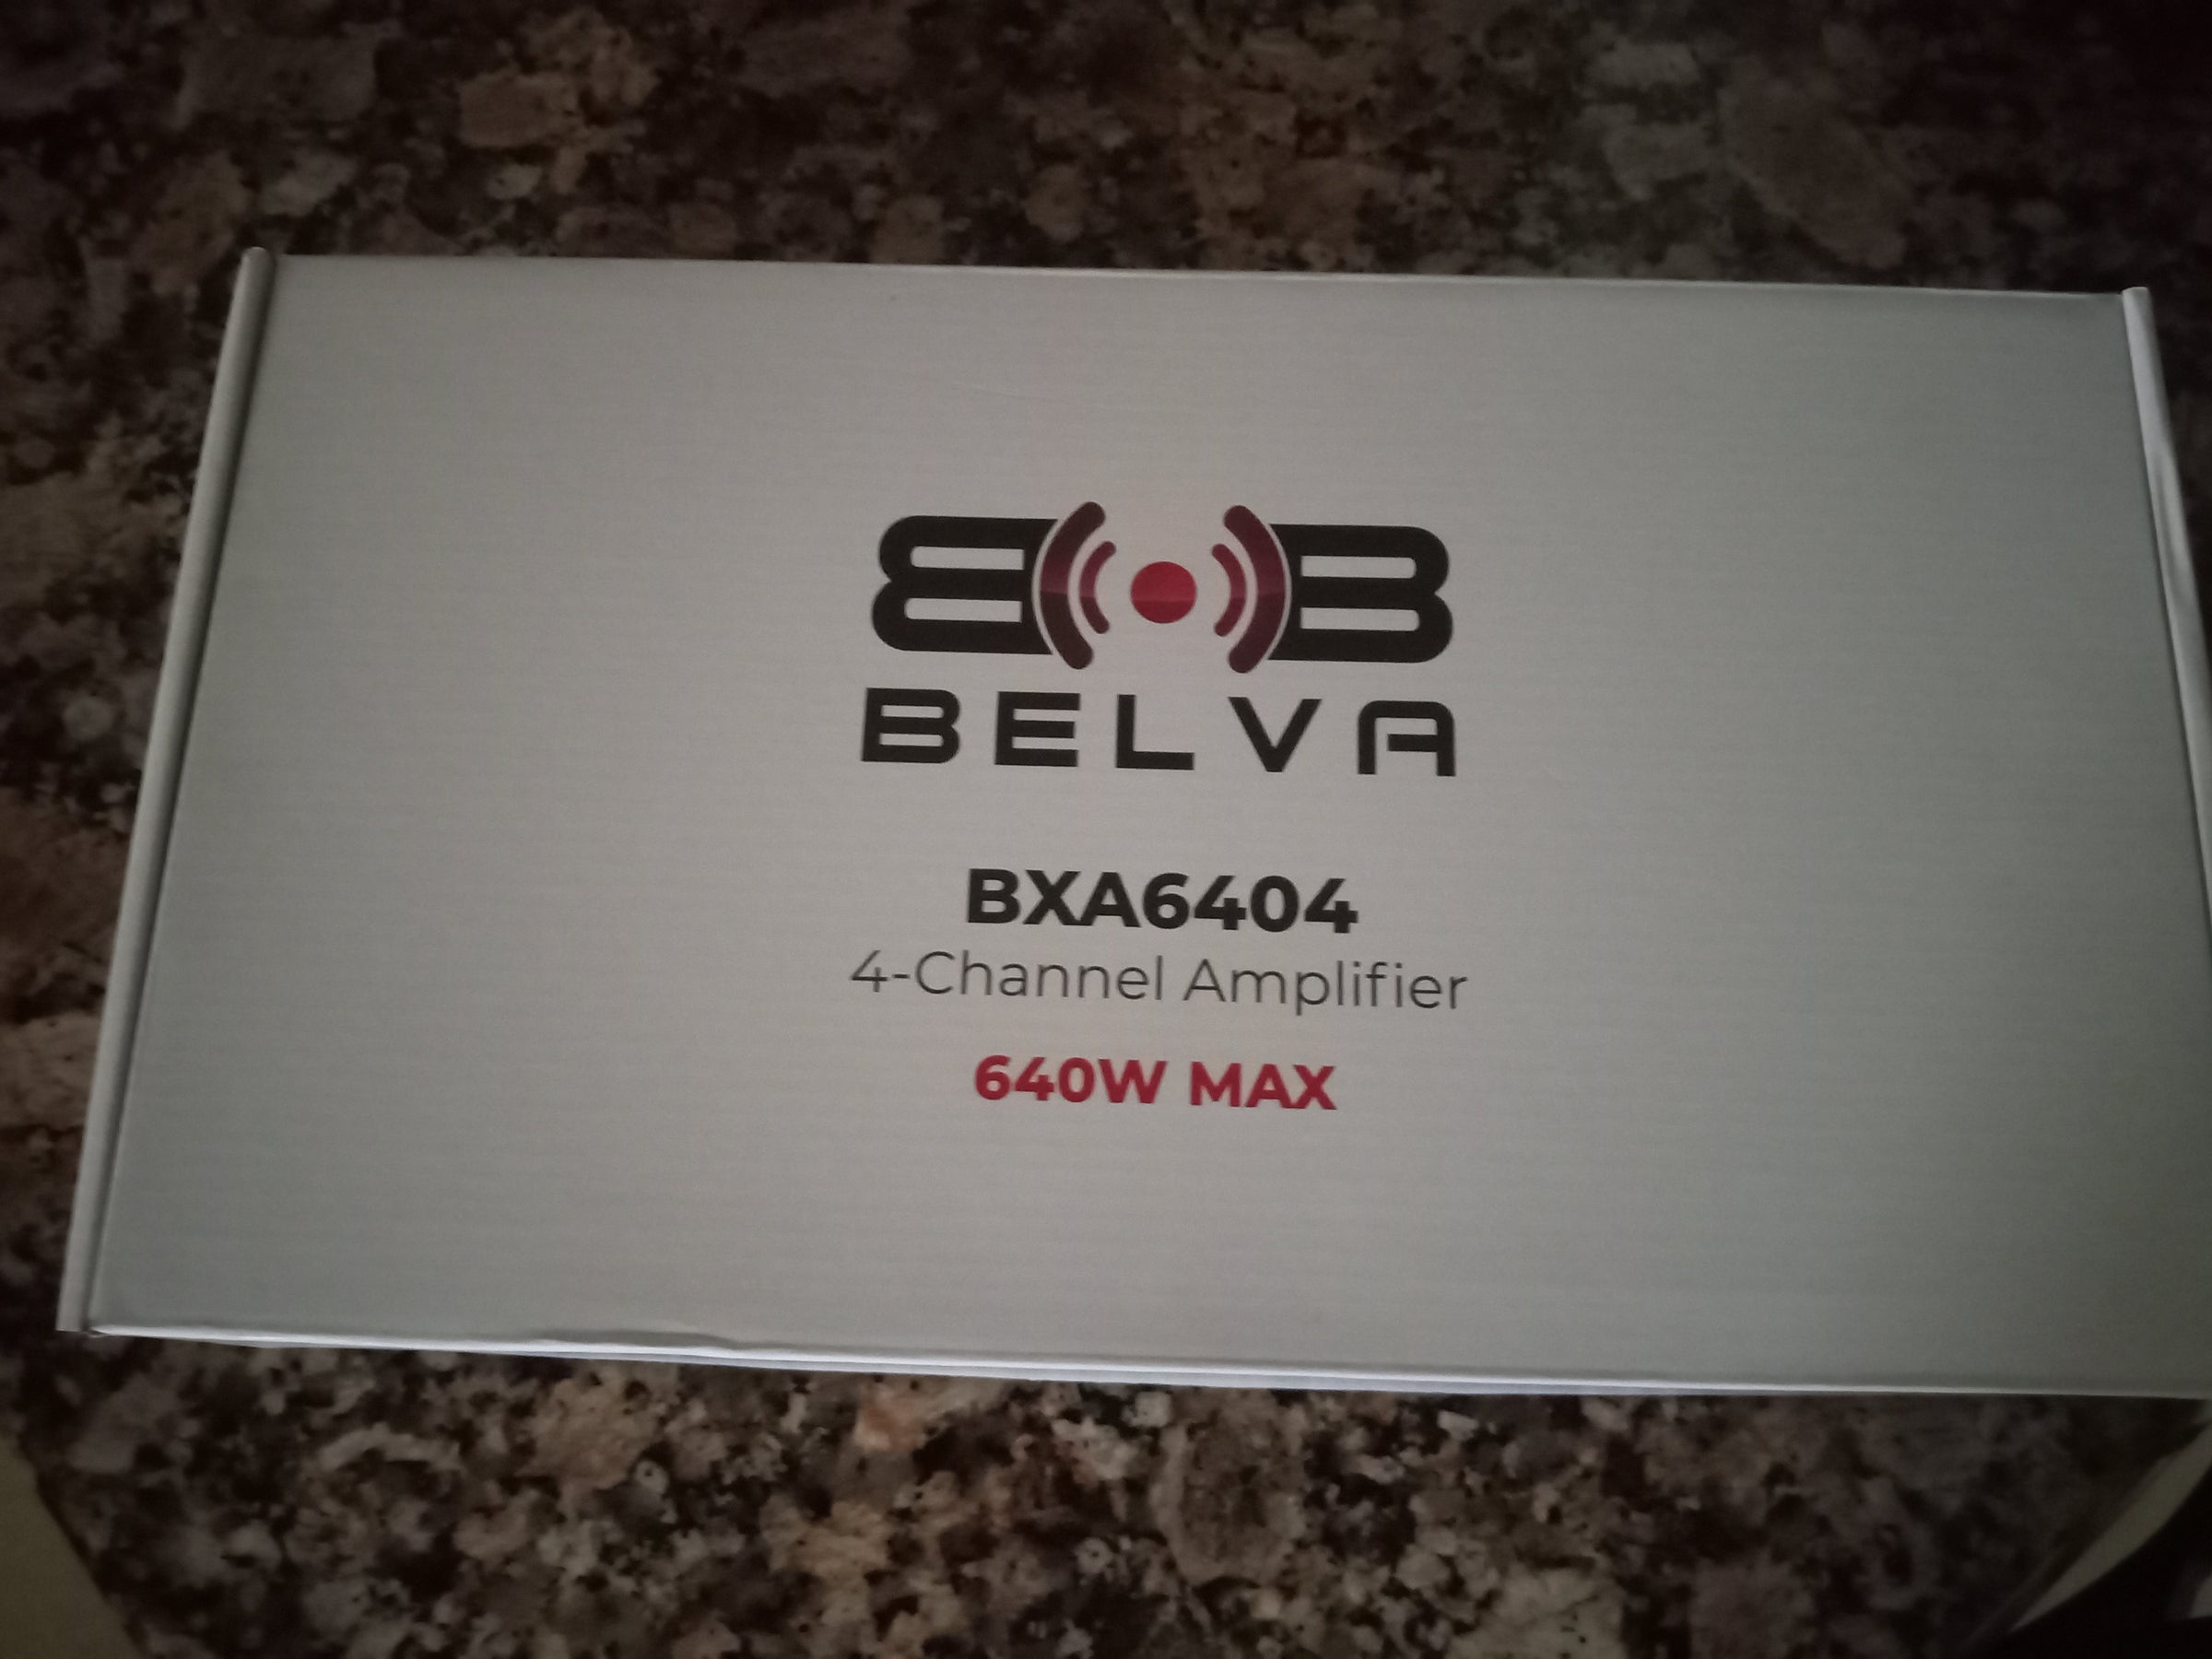 BELVA
BXA6404
4-Channel Amplifier
640W MAX